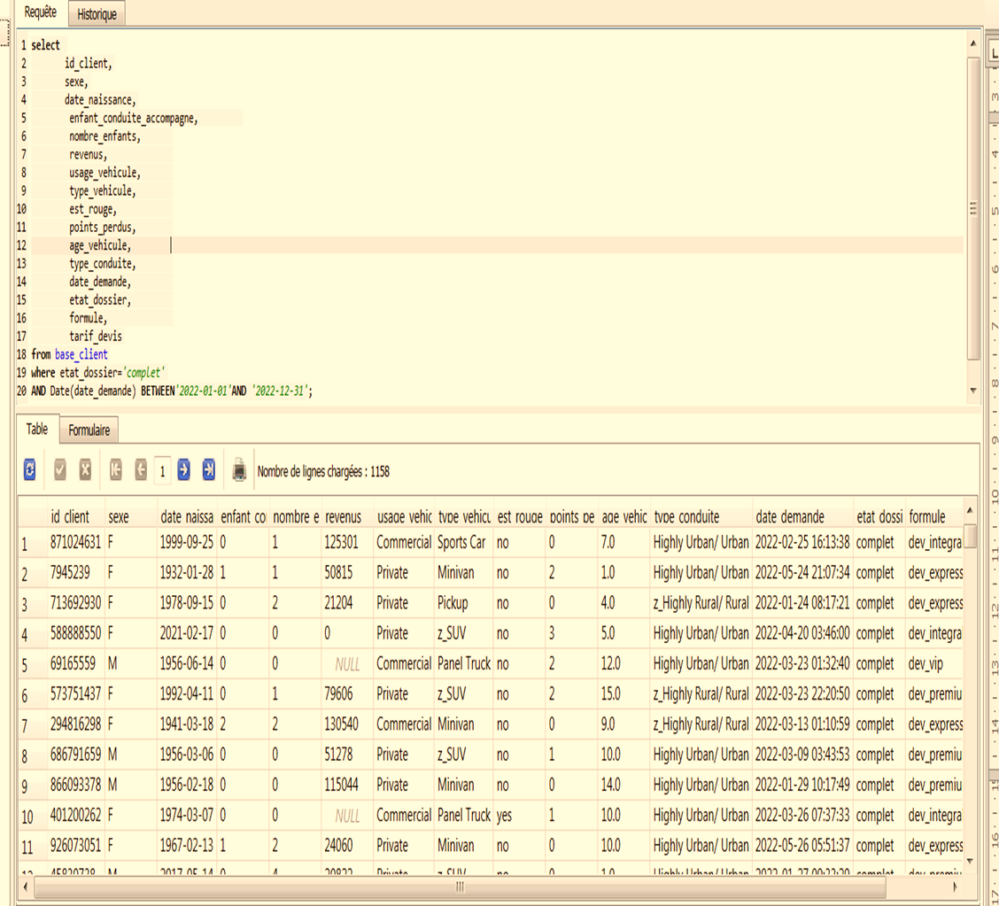 Requête Historique
1 select
2 id_client,
3 sexe,
4 date_naissance,
5 enfant_conduite_accompagne,
6 nombre_enfants,
7 revenus,
8 usage_vehicule,
9 type_vehicule,
10 est_rouge,
11 points_perdus,
12 age_vehicule,
13 type_conduite,
14 date_demande,
15 etat_dossier,
16 formule,
17 tarif_devis
18 from base_client
19 where etat_dossier='complet'
20 AND Date(date_demande) BETWEEN'2022-01-01'AND '2022-12-31';
Table Formulaire
1 Nombre de lignes chargées : 1158
id client sexe date naissa enfant co nombre e revenus usage vehic type vehicu est rouge points pe age vehic type conduite date demande etat dossi formule
1 871024631 F 1999-09-25 0 1 125301 Commercial Sports Car no 0 7.0 Highly Urban/ Urban 2022-02-25 16:13:38 complet dev_integra
2 7945239 F 1932-01-28 1 1 50815 Private Minivan no 2 1.0 Highly Urban/ Urban 2022-05-24 21:07:34 complet dev_express
3 713692930 F 1978-09-15 0 2 21204 Private Pickup no 0 4.0 z_Highly Rural/ Rural 2022-01-24 08:17:21 complet dev_express
4 588888550 F 2021-02-17 0 0 0 Private z_SUV no 3 5.0 Highly Urban/ Urban 2022-04-20 03:46:00 complet dev_integra
5 69165559 M 1956-06-14 0 0 NULL Commercial Panel Truck no 2 12.0 Highly Urban/ Urban 2022-03-23 01:32:40 complet dev_vip
6 573751437 F 1992-04-11 0 1 79606 Private z_SUV no 2 15.0 z_Highly Rural/ Rural 2022-03-23 22:20:50 complet dev_premiu
7 294816298 F 1941-03-18 2 2 130540 Commercial Minivan no 0 9.0 z_Highly Rural/ Rural 2022-03-13 01:10:59 complet dev_express
8 686791659 M 1956-03-06 0 0 51278 Private z_SUV no 1 10.0 Highly Urban/ Urban 2022-03-09 03:43:53 complet dev_premiu
9 866093378 M 1956-02-18 0 0 115044 Private Minivan no 0 14.0 Highly Urban/ Urban 2022-01-29 10:17:49 complet dev_premiu
10 401200262 F 1974-03-07 0 0 NULL Commercial Panel Truck yes 1 10.0 Highly Urban/ Urban 2022-03-26 07:37:33 complet dev_integra
11 926073051 F 1967-02-13 1 2 24060 Private Minivan no 0 10.0 Highly Urban/ Urban 2022-05-26 05:51:37 complet dev_express